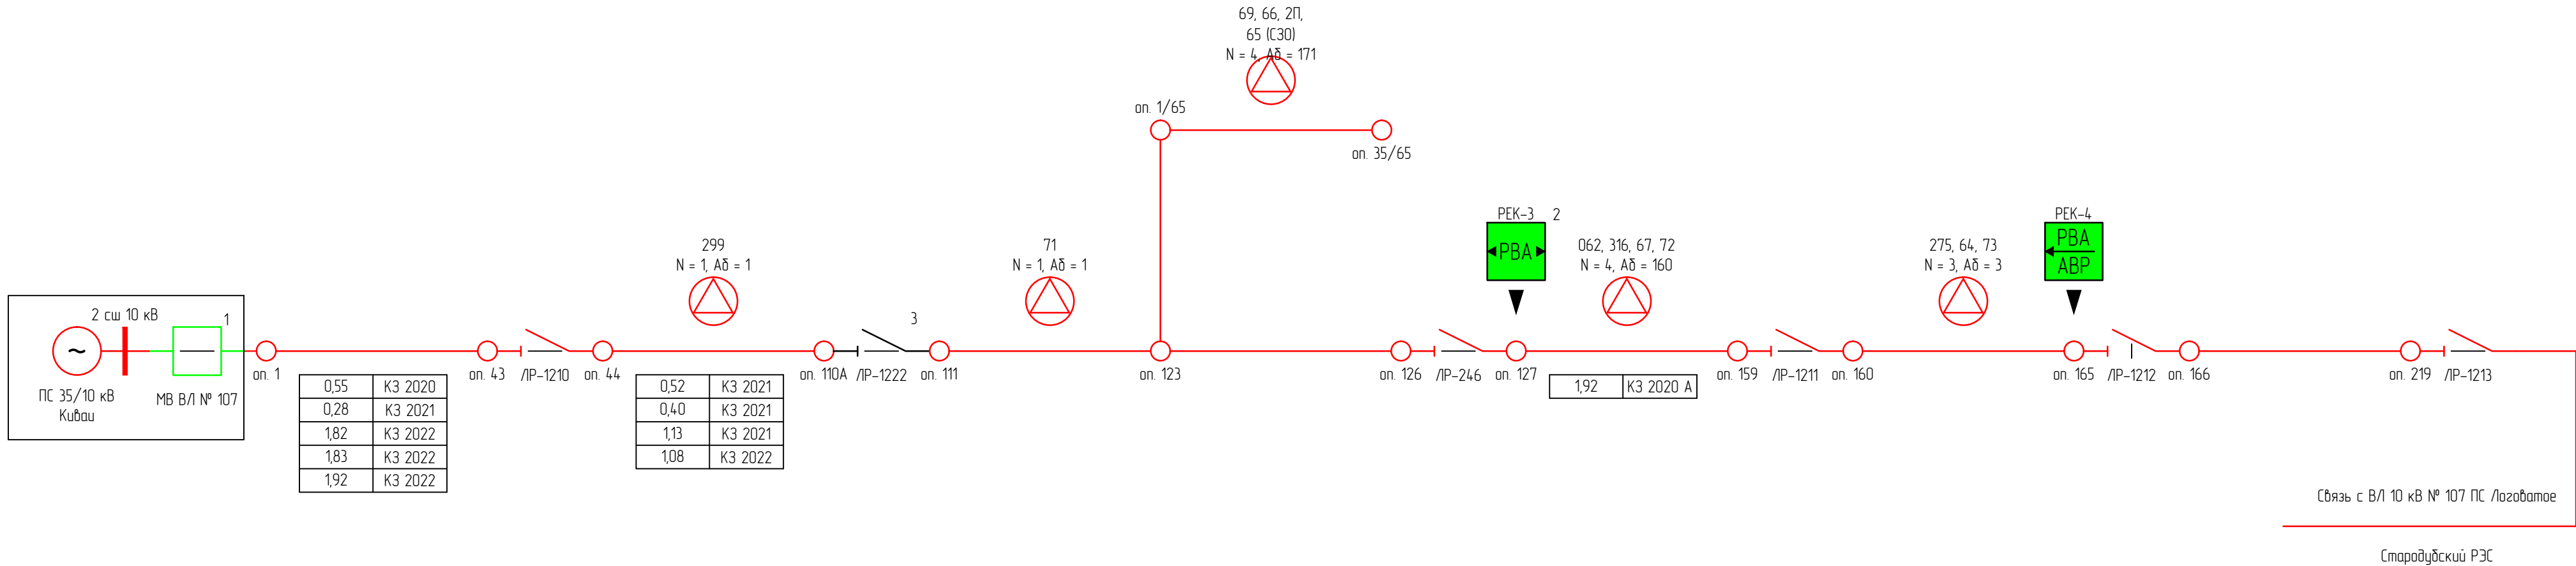 69, 66, 2П,
65 (СЗО)
N = 4, Аб = 171
оп. 1/65
оп. 35/65
РЕК-3
2
РВА
РЕК-4
РВА
АВР
299
N = 1, Аб = 1
71
N = 1, Аб = 1
062, 316, 67, 72
N = 4, Аб = 160
275, 64, 73
N = 3, Аб = 3
2 сш 10 кВ
1
3
~
ПС 35/10 кВ
Киваи
МВ ВЛ № 107
оп. 1
оп. 43
ЛР-1210
оп. 44
оп. 110А
ЛР-1222
оп. 111
оп. 123
оп. 126
ЛР-246
оп. 127
оп. 159
ЛР-1211
оп. 160
оп. 165
ЛР-1212
оп. 166
оп. 219
ЛР-1213
0,55 КЗ 2020
0,28 КЗ 2021
1,82 КЗ 2022
1,83 КЗ 2022
1,92 КЗ 2022
0,52 КЗ 2021
0,40 КЗ 2021
1,13 КЗ 2021
1,08 КЗ 2022
1,92 КЗ 2020 А
Связь с ВЛ 10 кВ № 107 ПС Логоватое
Стародубский РЭС